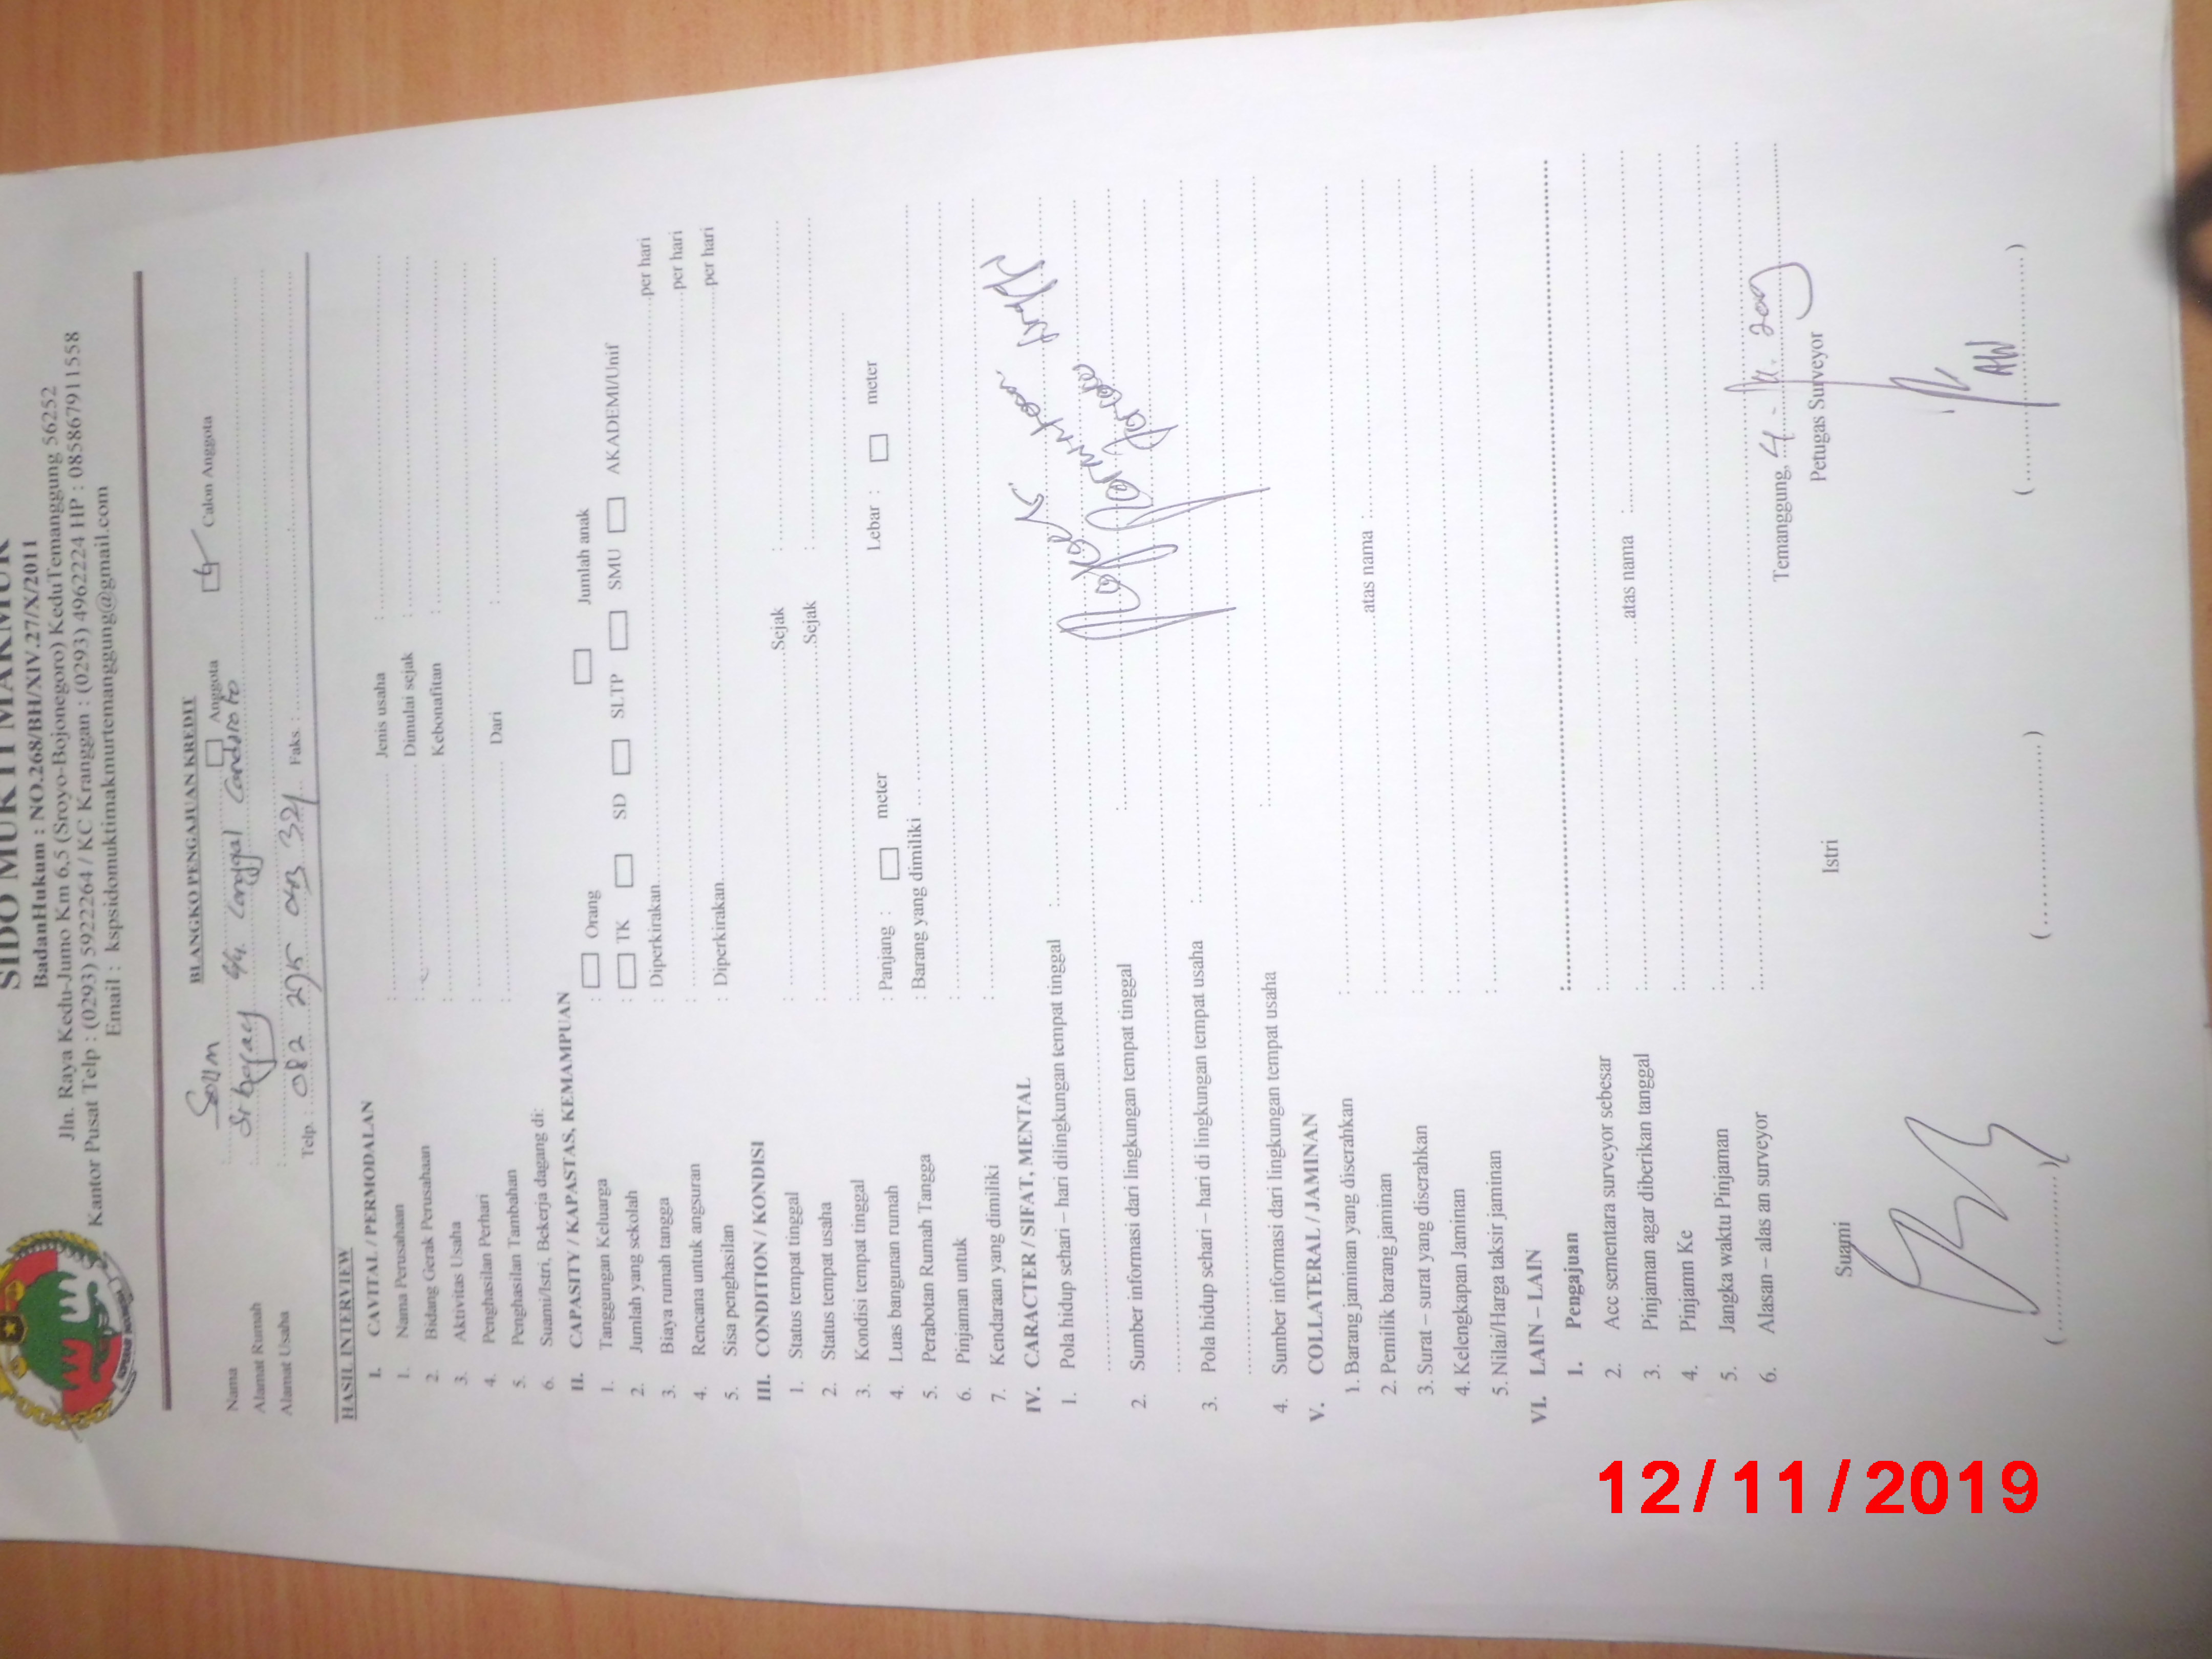 SIDO MUKTI MAKMUR
BadanHukum : NO.268/BH/XIV.27/X/2011
Jln. Raya Kedu-Jumo Km 6,5 (Sroyo-Bojonegoro) KeduTemanggung 56252
Kantor Pusat Telp : (0293) 5922264 / KC Kranggan : (0293) 4962224 HP : 085867911558
Email : kspsidomuktimakmurtemanggung@gmail.com
BLANGKO PENGAJUAN KREDIT
Anggota Calon Anggota
Nama :
Alamat Rumah :
Alamat Usaha :
Telp. : 082 Faks. :
HASIL INTERVIEW
I. CAVITAL / PERMODALAN
1. Nama Perusahaan : Jenis usaha :
2. Bidang Gerak Perusahaan : Dimulai sejak :
3. Aktivitas Usaha : Kebonafitan :
4. Penghasilan Perhari :
5. Penghasilan Tambahan : Dari :
6. Suami/Istri, Bekerja dagang di:
II. CAPASITY / KAPASTAS, KEMAMPUAN
1. Tanggungan Keluarga : Orang Jumlah anak
2. Jumlah yang sekolah : TK SD SLTP SMU AKADEMI/Unif
3. Biaya rumah tangga : Diperkirakan per hari
4. Rencana untuk angsuran : per hari
5. Sisa penghasilan : Diperkirakan per hari
III. CONDITION / KONDISI
1. Status tempat tinggal : Sejak :
2. Status tempat usaha : Sejak :
3. Kondisi tempat tinggal :
4. Luas bangunan rumah : Panjang : meter Lebar : meter
5. Perabotan Rumah Tangga : Barang yang dimiliki
6. Pinjaman untuk :
7. Kendaraan yang dimiliki :
IV. CARACTER / SIFAT, MENTAL
1. Pola hidup sehari – hari dilingkungan tempat tinggal :
2. Sumber informasi dari lingkungan tempat tinggal :
3. Pola hidup sehari – hari di lingkungan tempat usaha :
4. Sumber informasi dari lingkungan tempat usaha :
V. COLLATERAL / JAMINAN
1. Barang jaminan yang diserahkan :
2. Pemilik barang jaminan : atas nama :
3. Surat – surat yang diserahkan :
4. Kelengkapan Jaminan :
5. Nilai/Harga taksir jaminan :
VI. LAIN – LAIN
1. Pengajuan :
2. Acc sementara surveyor sebesar :
3. Pinjaman agar diberikan tanggal : atas nama :
4. Pinjamn Ke :
5. Jangka waktu Pinjaman :
6. Alasan – alas an surveyor :
Temanggung,
Suami Istri Petugas Surveyor
12/11/2019